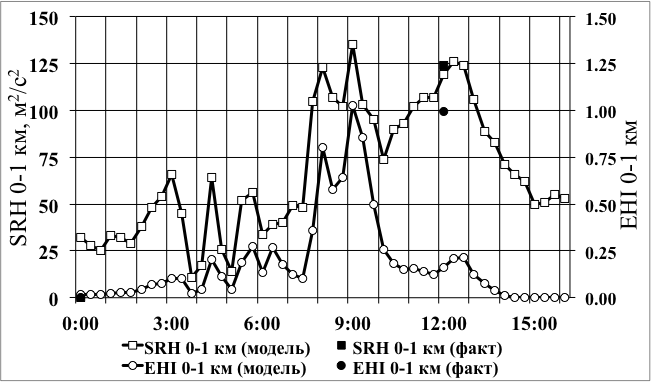 150 1.50
125 1.25
100 1.00
75 0.75
50 0.50
25 0.25
0 0.00
SRH 0-1 км, м²/с²
EHI 0-1 км
0:00 3:00 6:00 9:00 12:00 15:00
SRH 0-1 км (модель) SRH 0-1 км (факт)
EHI 0-1 км (модель) EHI 0-1 км (факт)